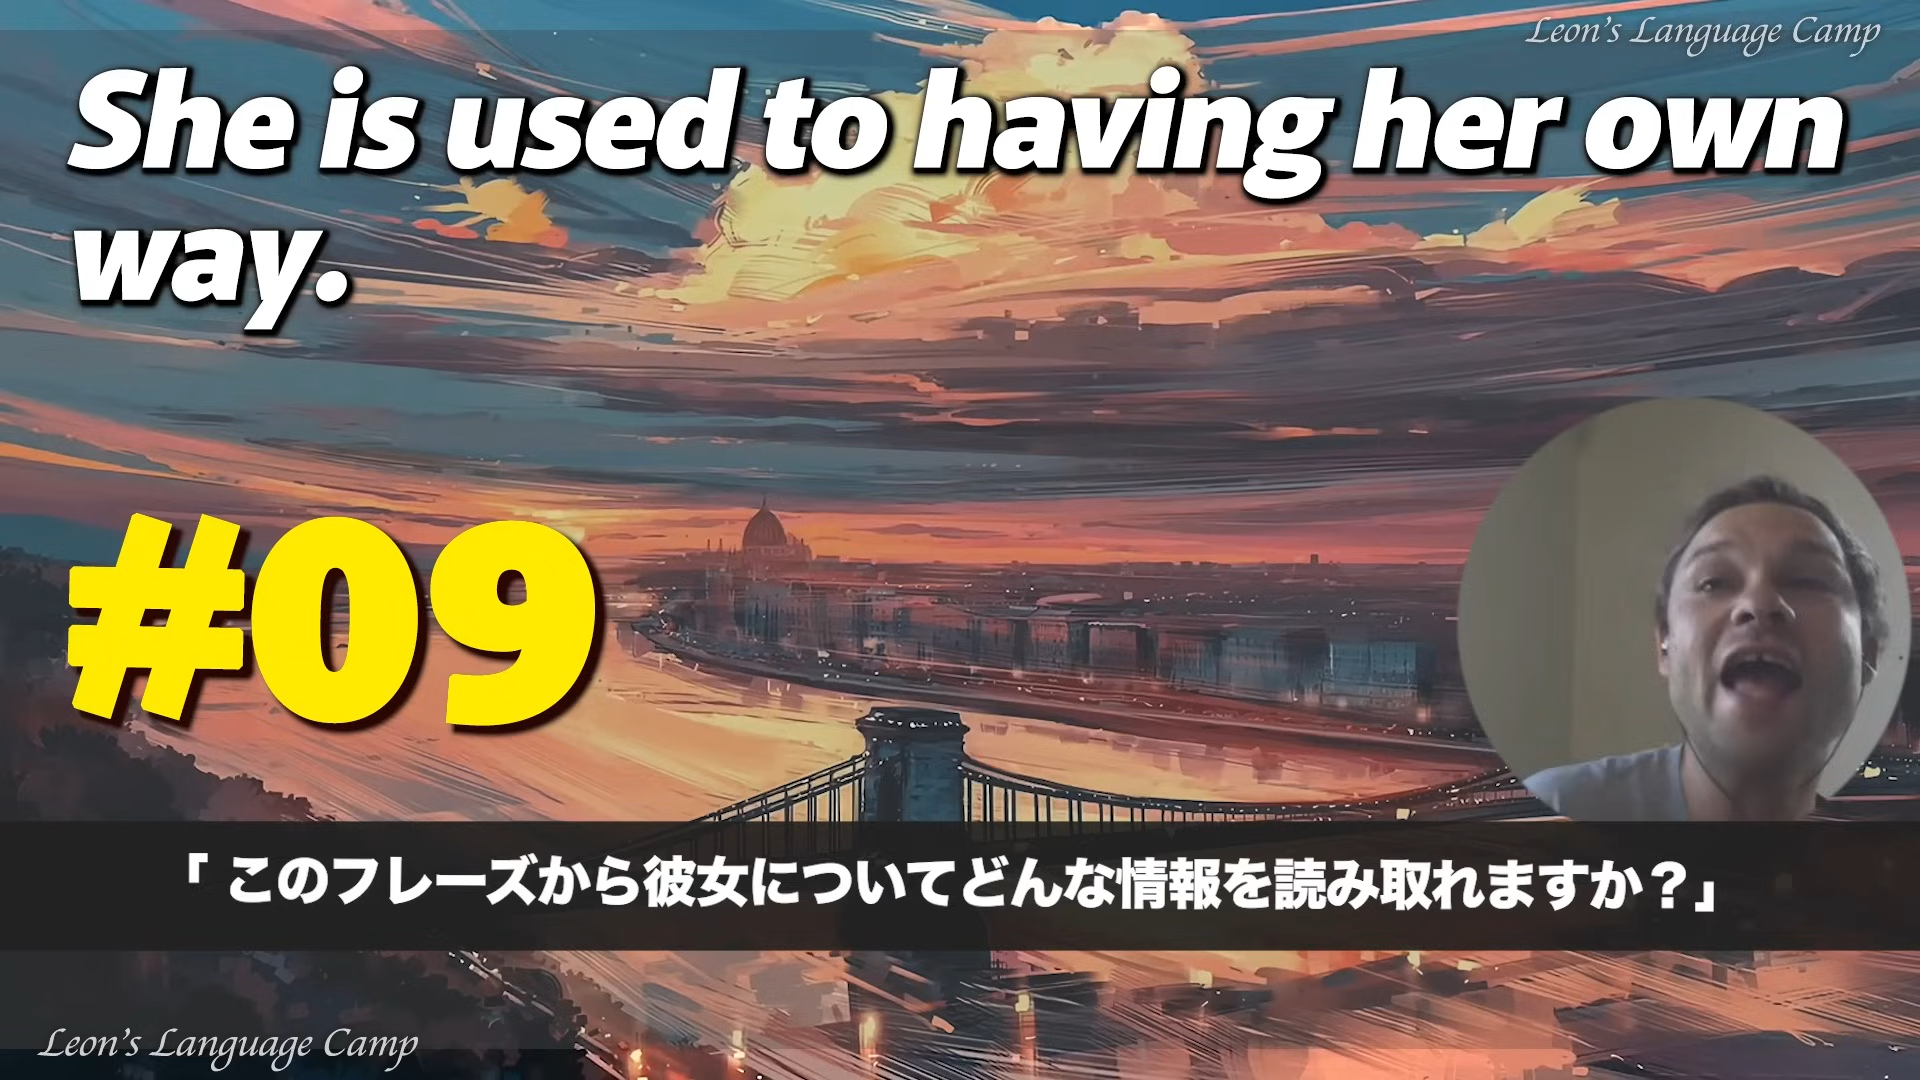 Leon's Language Camp
She is used to having her own
way.
#09
「 このフレーズから彼女についてどんな情報を読み取れますか？」
Leon's Language Camp